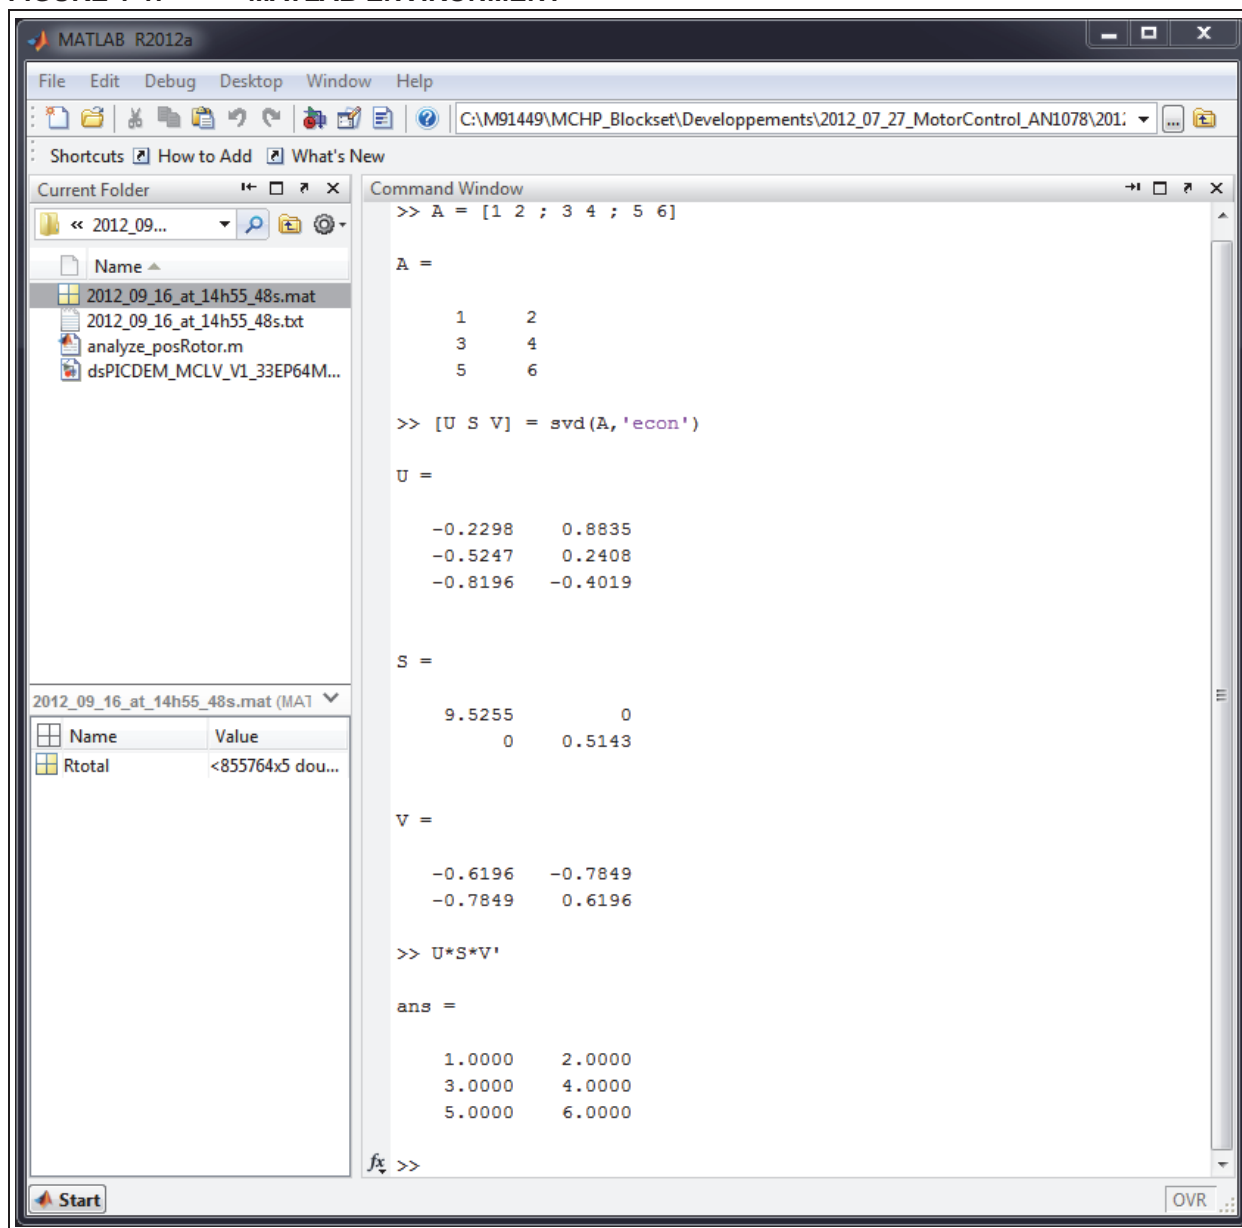 MATLAB R2012a
File Edit Debug Desktop Window Help
C:\M91449\MCHP_Blockset\Developpements\2012_07_27_MotorControl_AN1078\201
Shortcuts How to Add What's New
Current Folder
« 2012_09...
Name
2012_09_16_at_14h55_48s.mat
2012_09_16_at_14h55_48s.txt
analyze_posRotor.m
dsPICDEM_MCLV_V1_33EP64M...
2012_09_16_at_14h55_48s.mat (MAT
Name Value
Rtotal <855764x5 dou...
Command Window
>> A = [1 2 ; 3 4 ; 5 6]
A =
1 2
3 4
5 6
>> [U S V] = svd(A,'econ')
U =
-0.2298 0.8835
-0.5247 0.2408
-0.8196 -0.4019
S =
9.5255 0
0 0.5143
V =
-0.6196 -0.7849
-0.7849 0.6196
>> U*S*V'
ans =
1.0000 2.0000
3.0000 4.0000
5.0000 6.0000
fx >>
Start
OVR